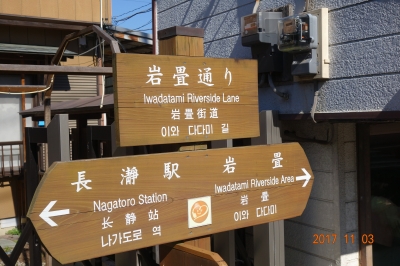 岩畳通り
Iwadatami Riverside Lane
岩畳街道
이와 다다미 길
長瀞駅
Nagatoro Station
长静站
나가도로 역
岩畳
Iwadatami Riverside Area
岩畳
이와 다다미
2017 11 03